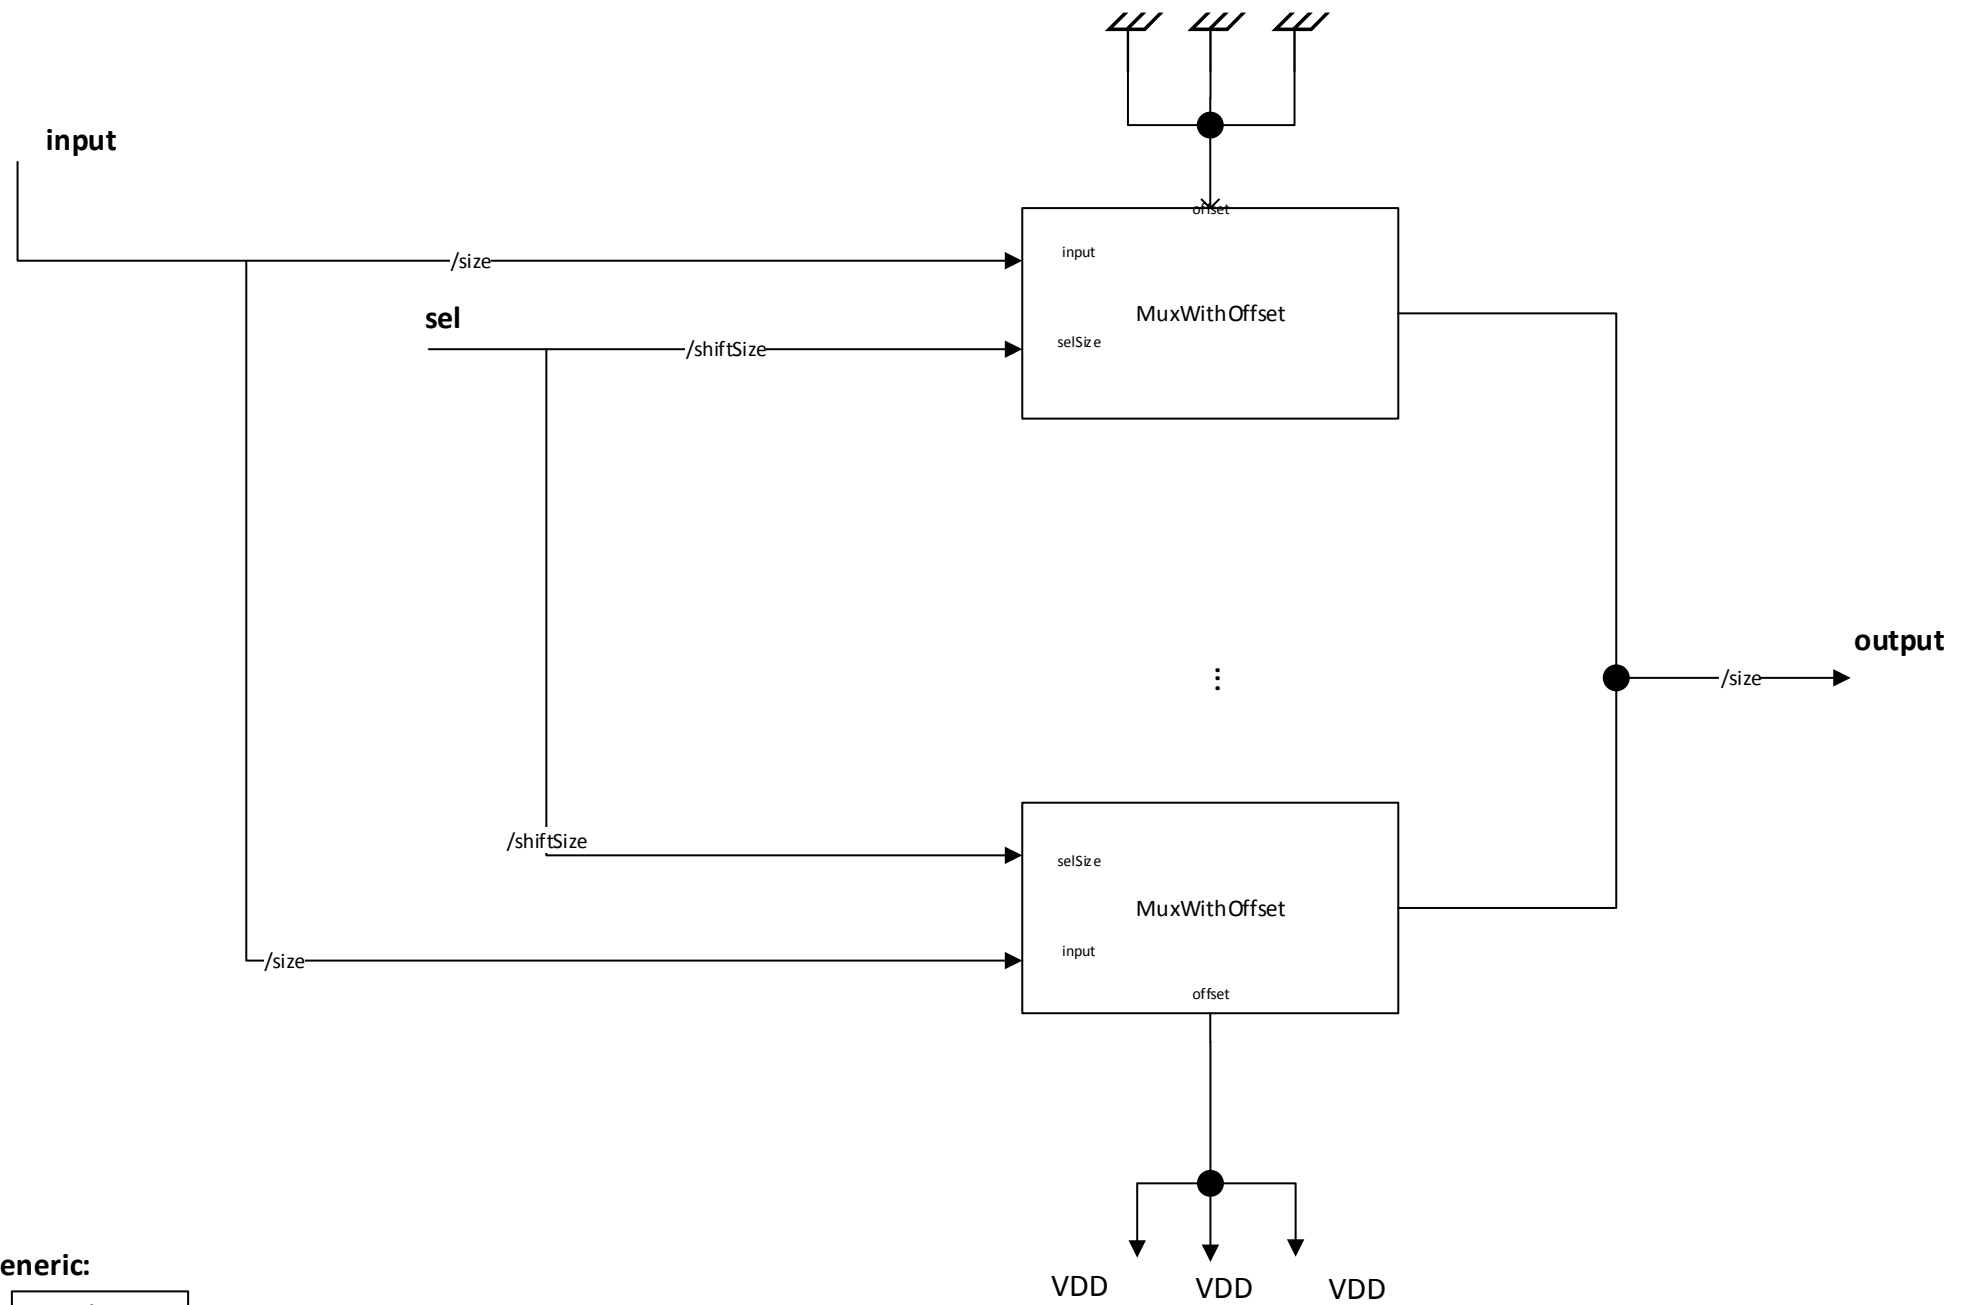 input
offset
input
/size
MuxWithOffset
sel
selSize
/shiftSize
output
⋮
/size
/shiftSize
selSize
MuxWithOffset
input
/size
offset
eneric:
VDD VDD VDD